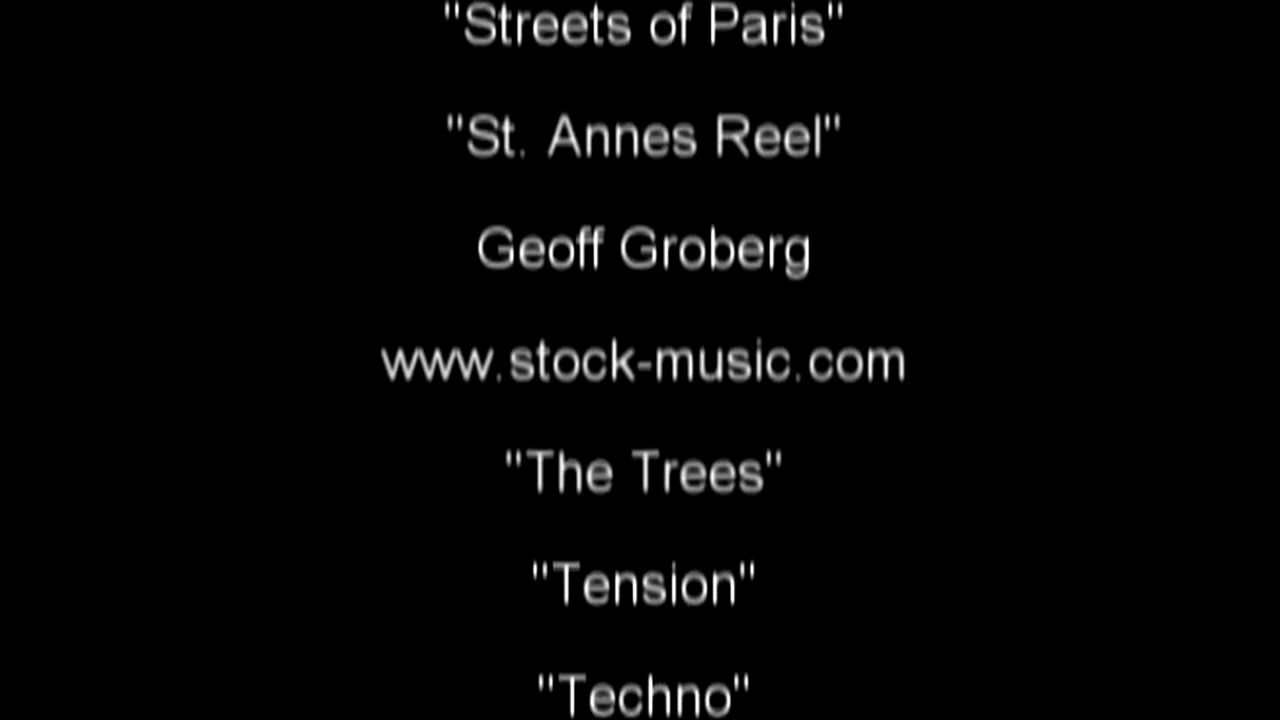 "Streets of Paris"
"St. Annes Reel"
Geoff Groberg
www.stock-music.com
"The Trees"
"Tension"
"Techno"